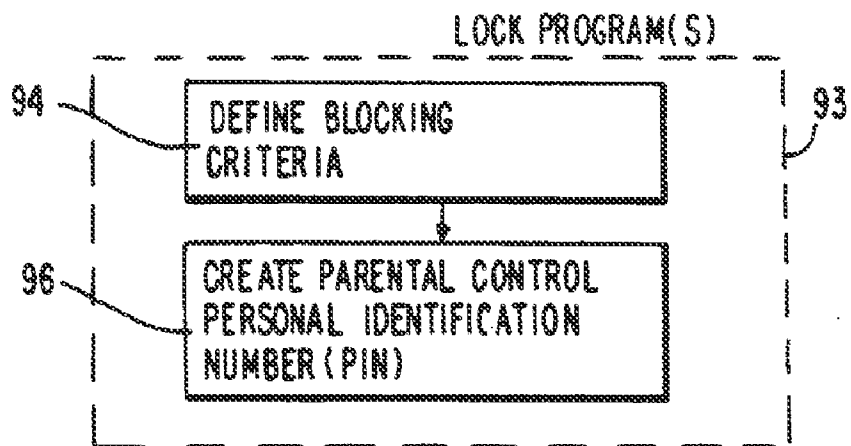 LOCK PROGRAM(S)
94
93
DEFINE BLOCKING
CRITERIA
96
CREATE PARENTAL CONTROL
PERSONAL IDENTIFICATION
NUMBER(PIN)